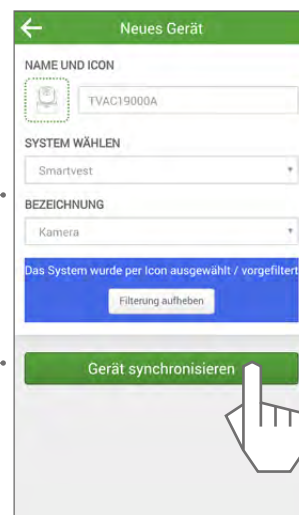 Neues Gerät
NAME UND ICON
TVAC19000A
SYSTEM WÄHLEN
Smartvest
BEZEICHNUNG
Kamera
Das System wurde per Icon ausgewählt / vorgefiltert
Filterung aufheben
Gerät synchronisieren